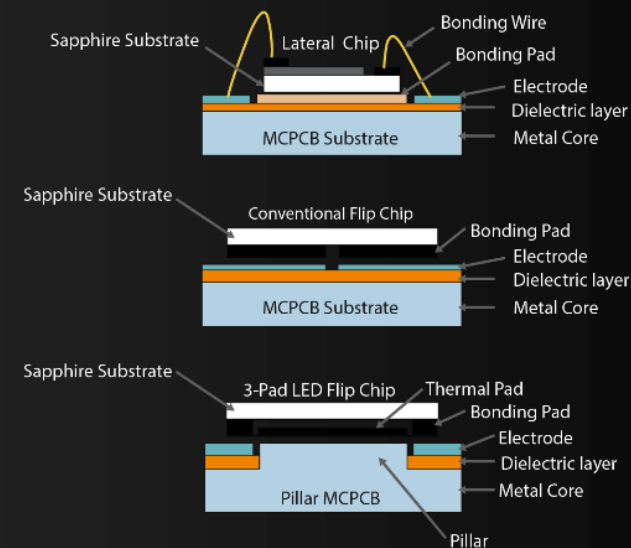 Bonding Wire
Sapphire Substrate
Lateral Chip
Bonding Pad
Electrode
Dielectric layer
MCPCB Substrate
Metal Core
Sapphire Substrate
Conventional Flip Chip
Bonding Pad
Electrode
Dielectric layer
MCPCB Substrate
Metal Core
Sapphire Substrate
3-Pad LED Flip Chip
Thermal Pad
Bonding Pad
Electrode
Dielectric layer
Metal Core
Pillar MCPCB
Pillar